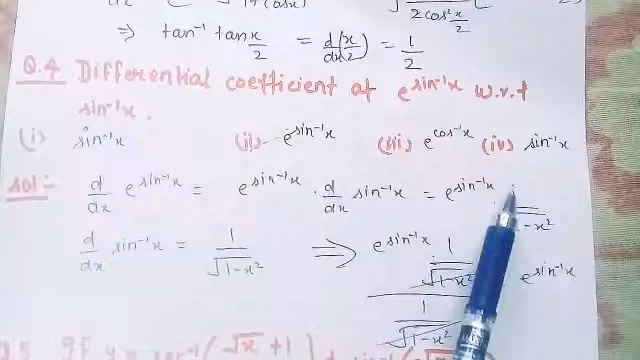 ⇒ tan⁻¹ tan x/2 = d/dx (x/2) = 1/2
Q.4 Differential coefficient of e^sin⁻¹x w.r.t
sin⁻¹x.
(i) sin⁻¹x (ii) e^sin⁻¹x (iii) e^cos⁻¹x (iv) sin⁻¹x
Sol:- d/dx e^sin⁻¹x = e^sin⁻¹x · d/dx sin⁻¹x = e^sin⁻¹x
d/dx sin⁻¹x = 1/√1-x² ⇒ e^sin⁻¹x 1/√1-x² / 1/√1-x² e^sin⁻¹x